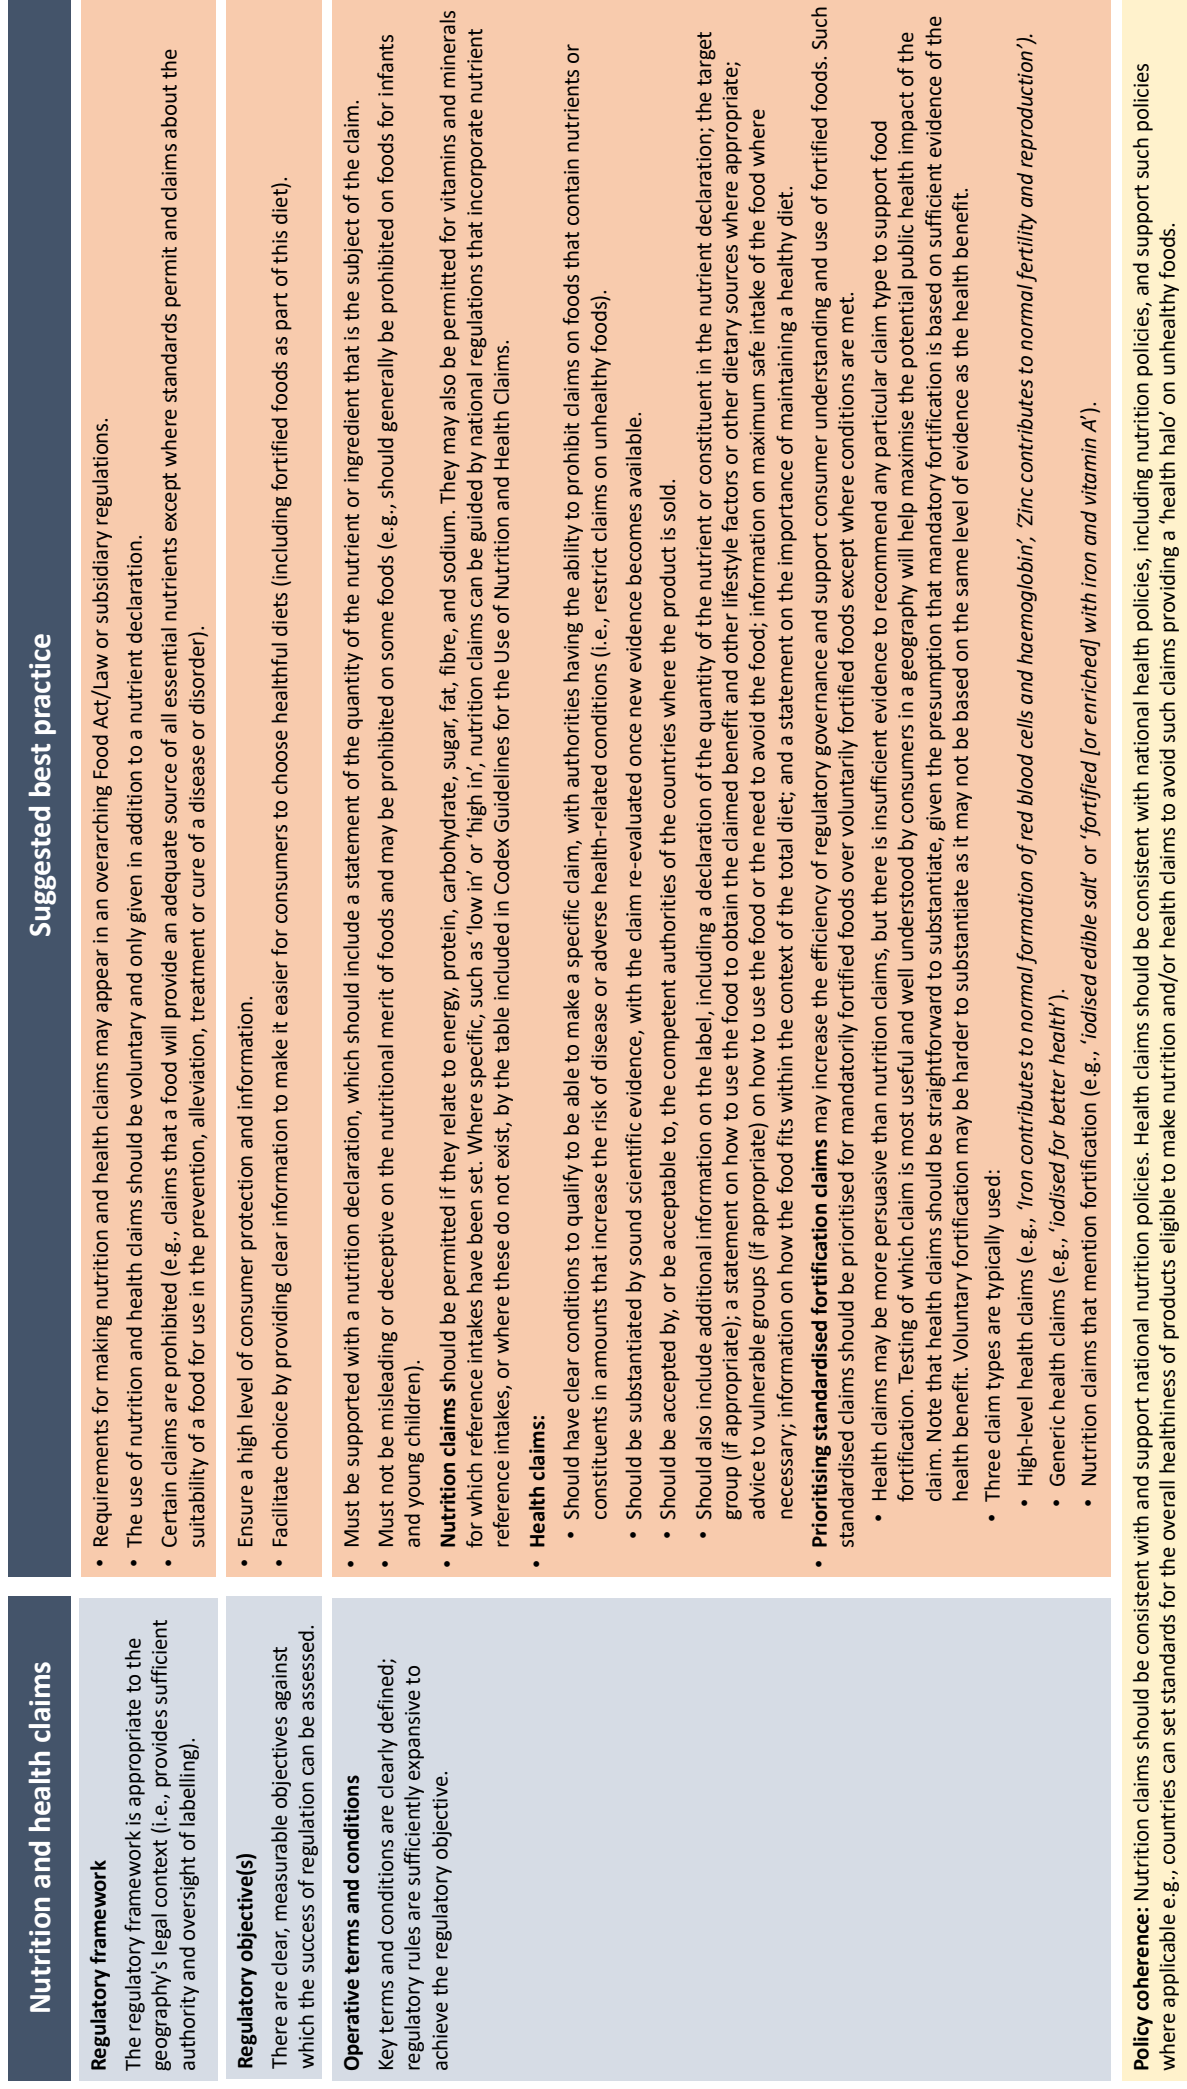 Nutrition and health claims
Suggested best practice
Regulatory framework
The regulatory framework is appropriate to the
geography's legal context (i.e., provides sufficient
authority and oversight of labelling).
• Requirements for making nutrition and health claims may appear in an overarching Food Act/Law or subsidiary regulations.
• The use of nutrition and health claims should be voluntary and only given in addition to a nutrient declaration.
• Certain claims are prohibited (e.g., claims that a food will provide an adequate source of all essential nutrients except where standards permit and claims about the
suitability of a food for use in the prevention, alleviation, treatment or cure of a disease or disorder).
Regulatory objective(s)
There are clear, measurable objectives against
which the success of regulation can be assessed.
• Ensure a high level of consumer protection and information.
• Facilitate choice by providing clear information to make it easier for consumers to choose healthful diets (including fortified foods as part of this diet).
Operative terms and conditions
Key terms and conditions are clearly defined;
regulatory rules are sufficiently expansive to
achieve the regulatory objective.
• Must be supported with a nutrition declaration, which should include a statement of the quantity of the nutrient or ingredient that is the subject of the claim.
• Must not be misleading or deceptive on the nutritional merit of foods and may be prohibited on some foods (e.g., should generally be prohibited on foods for infants
and young children).
• Nutrition claims should be permitted if they relate to energy, protein, carbohydrate, sugar, fat, fibre, and sodium. They may also be permitted for vitamins and minerals
for which reference intakes have been set. Where specific, such as 'low in' or 'high in', nutrition claims can be guided by national regulations that incorporate nutrient
reference intakes, or where these do not exist, by the table included in Codex Guidelines for the Use of Nutrition and Health Claims.
• Health claims:
• Should have clear conditions to qualify to be able to make a specific claim, with authorities having the ability to prohibit claims on foods that contain nutrients or
constituents in amounts that increase the risk of disease or adverse health-related conditions (i.e., restrict claims on unhealthy foods).
• Should be substantiated by sound scientific evidence, with the claim re-evaluated once new evidence becomes available.
• Should be accepted by, or be acceptable to, the competent authorities of the countries where the product is sold.
• Should also include additional information on the label, including a declaration of the quantity of the nutrient or constituent in the nutrient declaration; the target
group (if appropriate); a statement on how to use the food to obtain the claimed benefit and other lifestyle factors or other dietary sources where appropriate;
advice to vulnerable groups (if appropriate) on how to use the food or the need to avoid the food; information on maximum safe intake of the food where
necessary; information on how the food fits within the context of the total diet; and a statement on the importance of maintaining a healthy diet.
• Prioritising standardised fortification claims may increase the efficiency of regulatory governance and support consumer understanding and use of fortified foods. Such
standardised claims should be prioritised for mandatorily fortified foods over voluntarily fortified foods except where conditions are met.
• Health claims may be more persuasive than nutrition claims, but there is insufficient evidence to recommend any particular claim type to support food
fortification. Testing of which claim is most useful and well understood by consumers in a geography will help maximise the potential public health impact of the
claim. Note that health claims should be straightforward to substantiate, given the presumption that mandatory fortification is based on sufficient evidence of the
health benefit. Voluntary fortification may be harder to substantiate as it may not be based on the same level of evidence as the health benefit.
• Three claim types are typically used:
• High-level health claims (e.g., 'Iron contributes to normal formation of red blood cells and haemoglobin', 'Zinc contributes to normal fertility and reproduction').
• Generic health claims (e.g., 'iodised for better health').
• Nutrition claims that mention fortification (e.g., 'iodised edible salt' or 'fortified [or enriched] with iron and vitamin A').
Policy coherence: Nutrition claims should be consistent with and support national nutrition policies. Health claims should be consistent with national health policies, including nutrition policies, and support such policies
where applicable e.g., countries can set standards for the overall healthiness of products eligible to make nutrition and/or health claims to avoid such claims providing a 'health halo' on unhealthy foods.